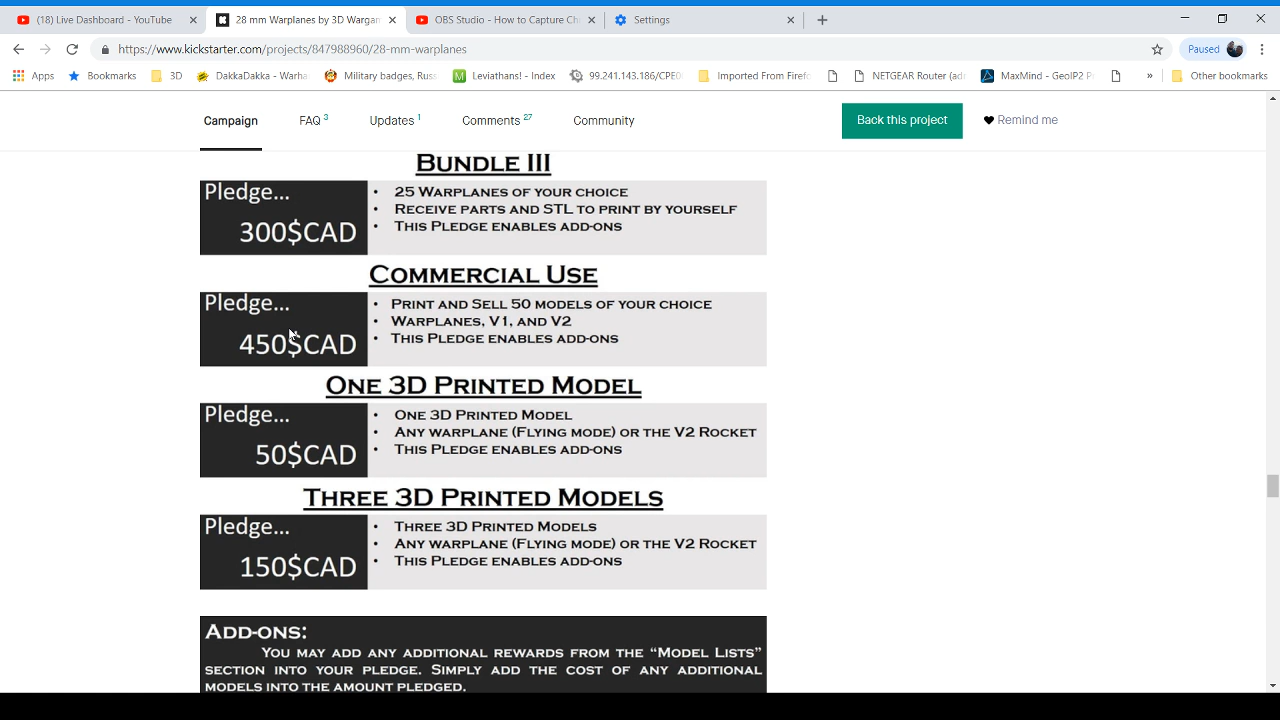 (18) Live Dashboard - YouTube
28 mm Warplanes by 3D Wargam
OBS Studio - How to Capture Ch
Settings
https://www.kickstarter.com/projects/847988960/28-mm-warplanes
Paused
Apps
Bookmarks
3D
DakkaDakka - Warha
Military badges, Russ
Leviathans! - Index
99.241.143.186/CPE0
Imported From Firefo
NETGEAR Router (adm
MaxMind - GeoIP2 P
»
Other bookmarks
Campaign
FAQ 3
Updates 1
Comments 27
Community
Back this project
Remind me
Bundle III
Pledge...
300$CAD
• 25 Warplanes of your choice
• Receive parts and STL to print by yourself
• This Pledge enables add-ons
Commercial Use
Pledge...
450$CAD
• Print and Sell 50 models of your choice
• Warplanes, V1, and V2
• This Pledge enables add-ons
One 3D Printed Model
Pledge...
50$CAD
• One 3D Printed Model
• Any warplane (Flying mode) or the V2 Rocket
• This Pledge enables add-ons
Three 3D Printed Models
Pledge...
150$CAD
• Three 3D Printed Models
• Any warplane (Flying mode) or the V2 Rocket
• This Pledge enables add-ons
Add-ons:
You may add any additional rewards from the “Model Lists”
section into your pledge. Simply add the cost of any additional
models into the amount pledged.